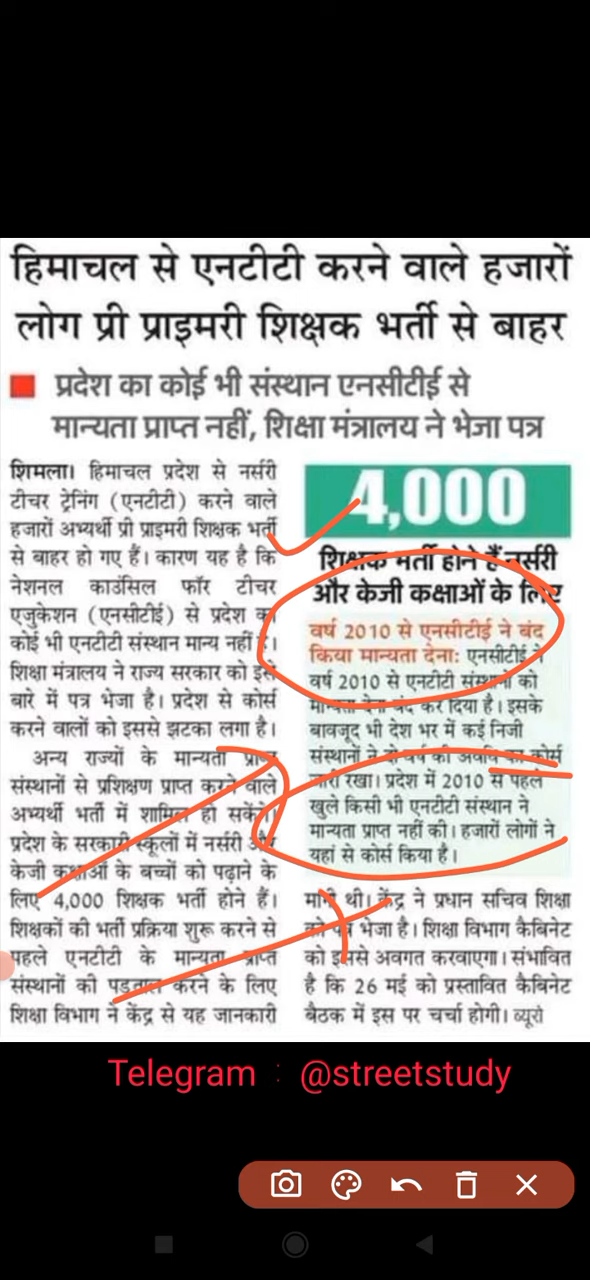 हिमाचल से एनटीटी करने वाले हजारों
लोग प्री प्राइमरी शिक्षक भर्ती से बाहर
प्रदेश का कोई भी संस्थान एनसीटीई से
मान्यता प्राप्त नहीं, शिक्षा मंत्रालय ने भेजा पत्र
शिमला। हिमाचल प्रदेश से नर्सरी
टीचर ट्रेनिंग (एनटीटी) करने वाले
हजारों अभ्यर्थी प्री प्राइमरी शिक्षक भर्ती
से बाहर हो गए हैं। कारण यह है कि
नेशनल काउंसिल फॉर टीचर
एजुकेशन (एनसीटीई) से प्रदेश का
कोई भी एनटीटी संस्थान मान्य नहीं है।
शिक्षा मंत्रालय ने राज्य सरकार को इसे
बारे में पत्र भेजा है। प्रदेश से कोर्स
करने वालों को इससे झटका लगा है।
अन्य राज्यों के मान्यता प्राप्त
संस्थानों से प्रशिक्षण प्राप्त करने वाले
अभ्यर्थी भर्ती में शामिल हो सकेंगे।
प्रदेश के सरकारी स्कूलों में नर्सरी और
केजी कक्षाओं के बच्चों को पढ़ाने के
लिए 4,000 शिक्षक भर्ती होने हैं।
शिक्षकों की भर्ती प्रक्रिया शुरू करने से
पहले एनटीटी के मान्यता प्राप्त
संस्थानों की पड़ताल करने के लिए
शिक्षा विभाग ने केंद्र से यह जानकारी
4,000
शिक्षक भर्ती होने हैं नर्सरी
और केजी कक्षाओं के लिए
वर्ष 2010 से एनसीटीई ने बंद
किया मान्यता देना: एनसीटीई ने
वर्ष 2010 से एनटीटी संस्थानों को
मान्यता देना बंद कर दिया है। इसके
बावजूद भी देश भर में कई निजी
संस्थानों ने दो वर्ष की अवधि का कोर्स
जारी रखा। प्रदेश में 2010 से पहले
खुले किसी भी एनटीटी संस्थान ने
मान्यता प्राप्त नहीं की। हजारों लोगों ने
यहां से कोर्स किया है।
मांगी थी। केंद्र ने प्रधान सचिव शिक्षा
को पत्र भेजा है। शिक्षा विभाग कैबिनेट
को इससे अवगत करवाएगा। संभावित
है कि 26 मई को प्रस्तावित कैबिनेट
बैठक में इस पर चर्चा होगी। ब्यूरो
Telegram : @streetstudy